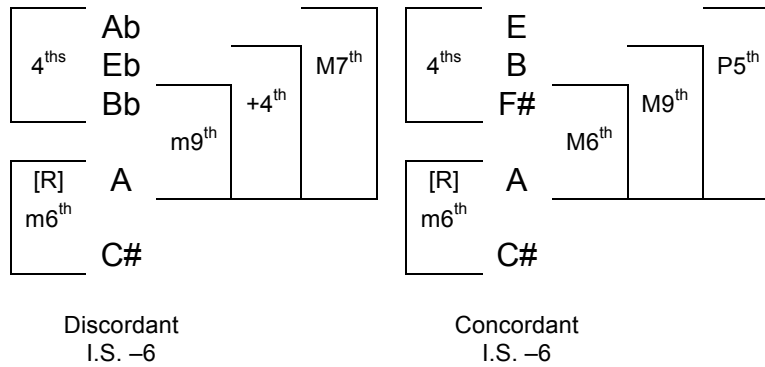 Ab E
4ths Eb M7th 4ths B P5th
Bb +4th F# M9th
m9th M6th
[R] A [R] A
m6th m6th
C# C#
Discordant Concordant
I.S. –6 I.S. –6